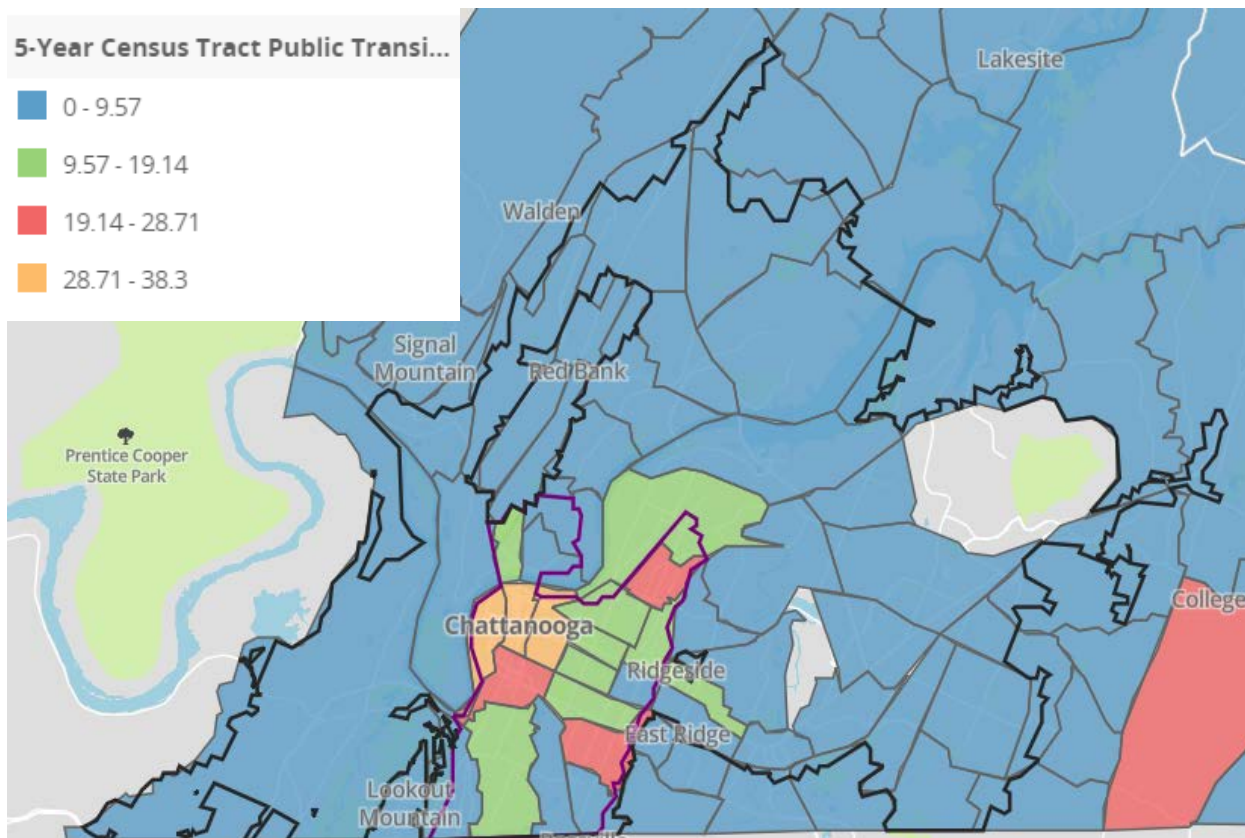 5-Year Census Tract Public Transi...
0 - 9.57
9.57 - 19.14
19.14 - 28.71
28.71 - 38.3
Lakesite
Walden
Signal
Mountain
Red Bank
Prentice Cooper
State Park
College
Chattanooga
Ridgeside
East Ridge
Lookout
Mountain